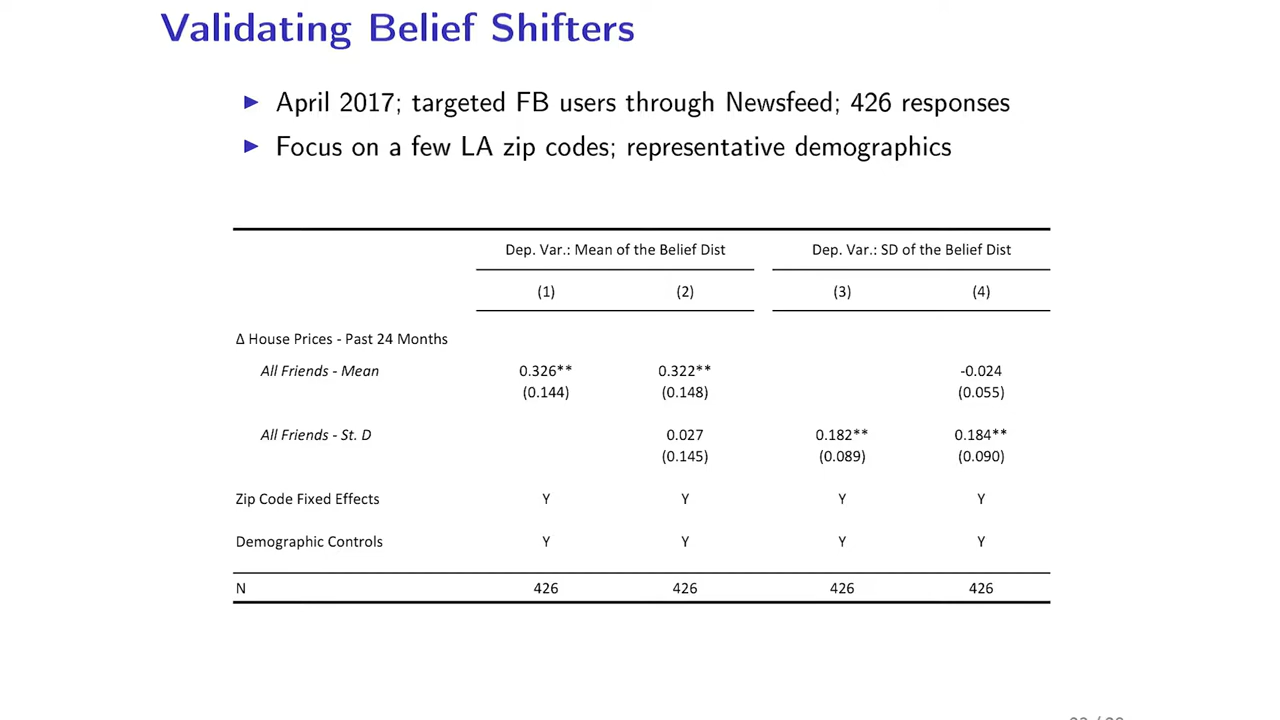 Validating Belief Shifters
▶ April 2017; targeted FB users through Newsfeed; 426 responses
▶ Focus on a few LA zip codes; representative demographics
Dep. Var.: Mean of the Belief Dist Dep. Var.: SD of the Belief Dist
(1) (2) (3) (4)
Δ House Prices - Past 24 Months
All Friends - Mean 0.326** 0.322** -0.024
(0.144) (0.148) (0.055)
All Friends - St. D 0.027 0.182** 0.184**
(0.145) (0.089) (0.090)
Zip Code Fixed Effects Y Y Y Y
Demographic Controls Y Y Y Y
N 426 426 426 426